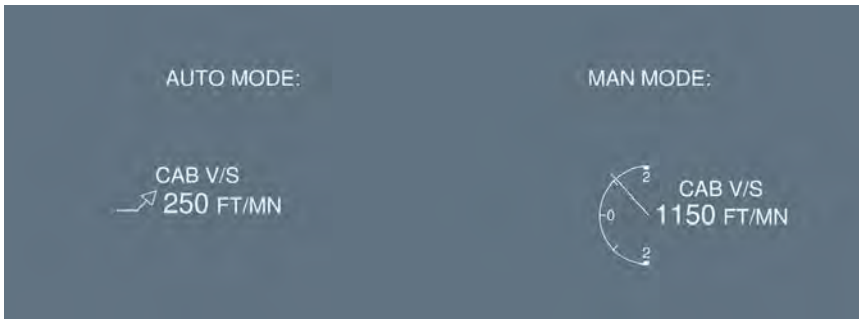 AUTO MODE:
MAN MODE:
CAB V/S
250 FT/MN
2
CAB V/S
0
1150 FT/MN
2